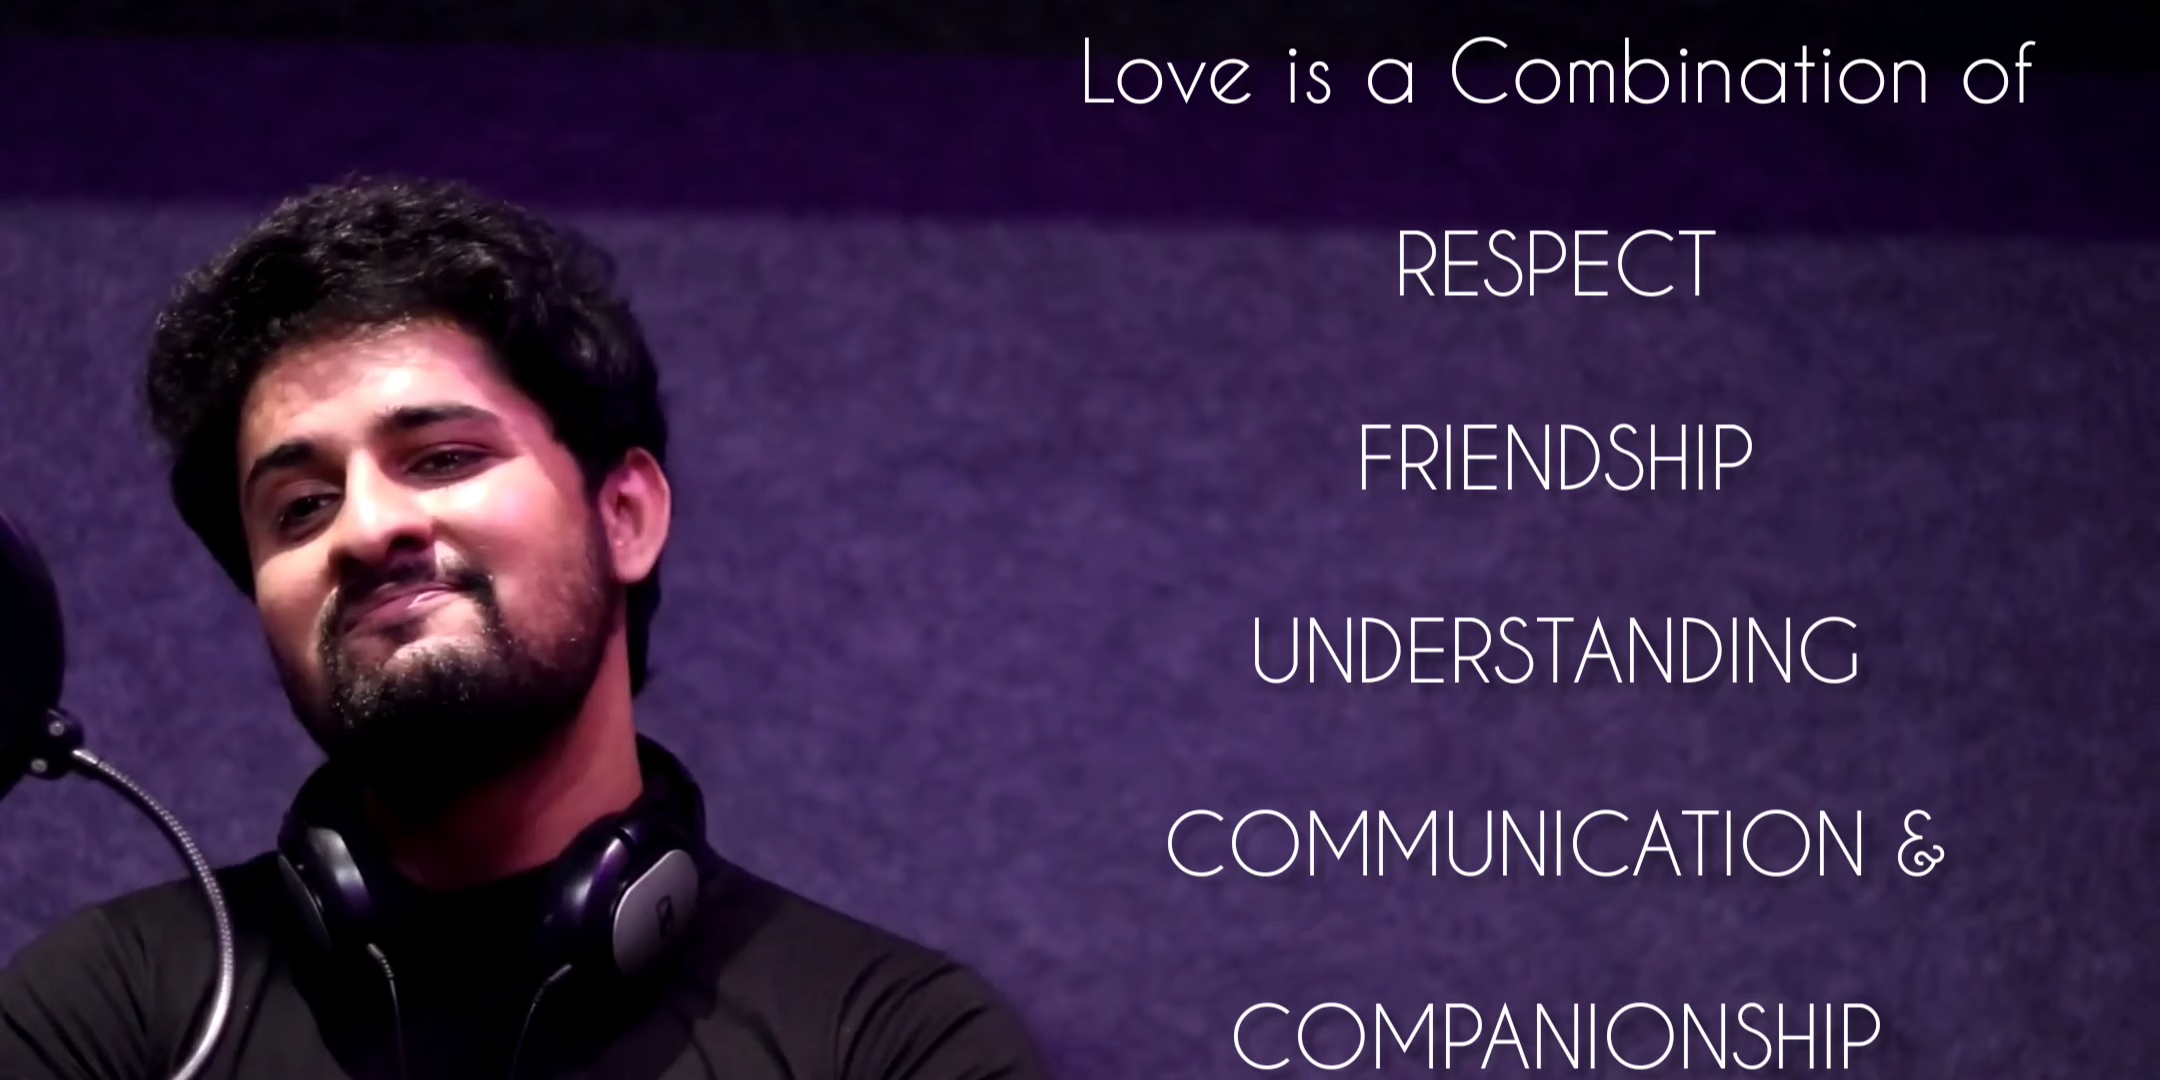 Love is a Combination of
RESPECT
FRIENDSHIP
UNDERSTANDING
COMMUNICATION &
COMPANIONSHIP